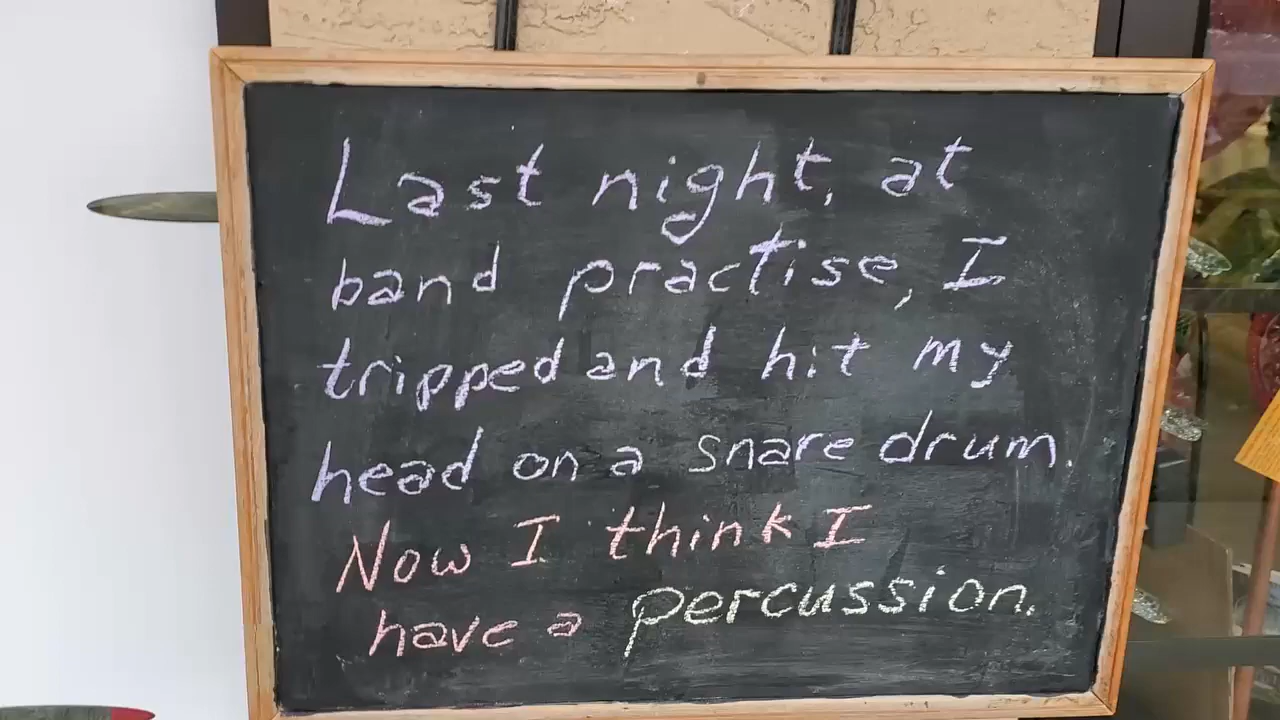 Last night, at
band practise, I
tripped and hit my
head on a snare drum.
Now I think I
have a percussion.